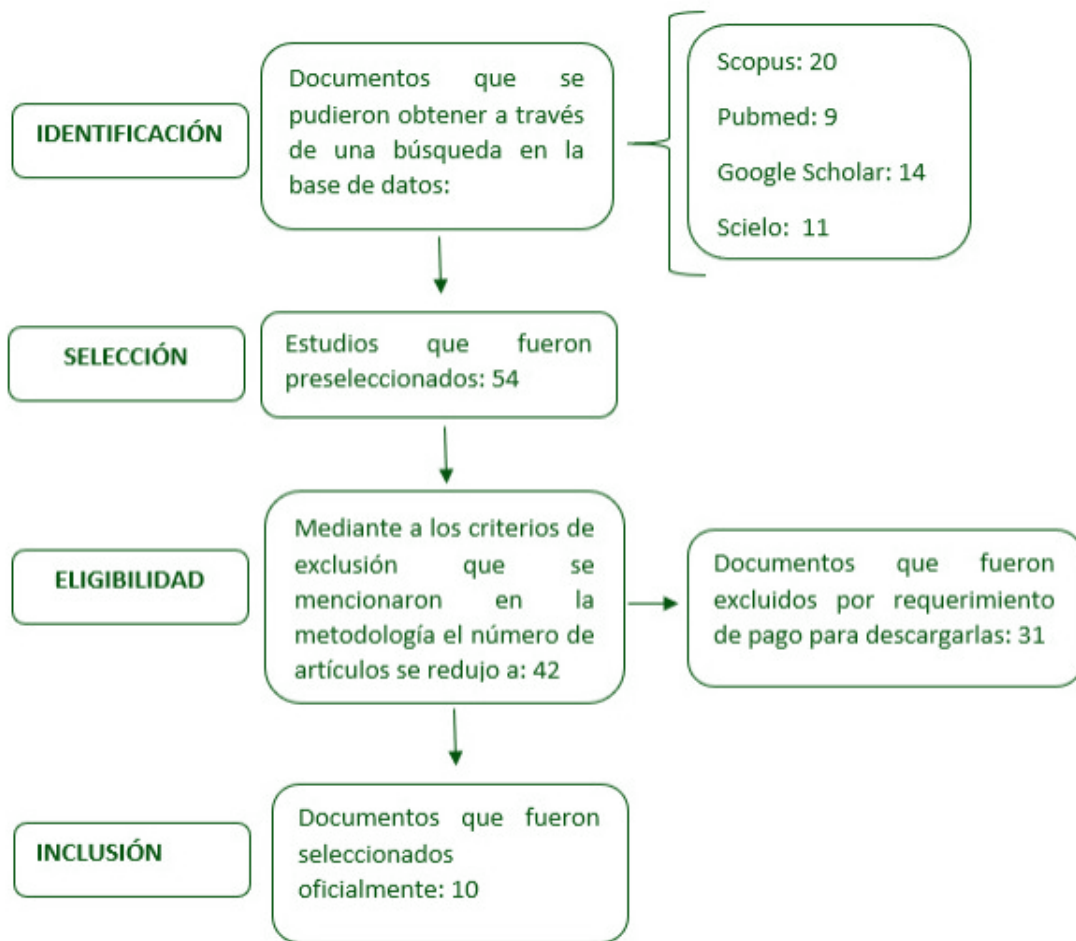 IDENTIFICACIÓN
Documentos que se
pudieron obtener a través
de una búsqueda en la
base de datos:
Scopus: 20
Pubmed: 9
Google Scholar: 14
Scielo: 11
SELECCIÓN
Estudios que fueron
preseleccionados: 54
ELIGIBILIDAD
Mediante a los criterios de
exclusión que se
mencionaron en la
metodología el número de
artículos se redujo a: 42
Documentos que fueron
excluidos por requerimiento
de pago para descargarlas: 31
INCLUSIÓN
Documentos que fueron
seleccionados
oficialmente: 10